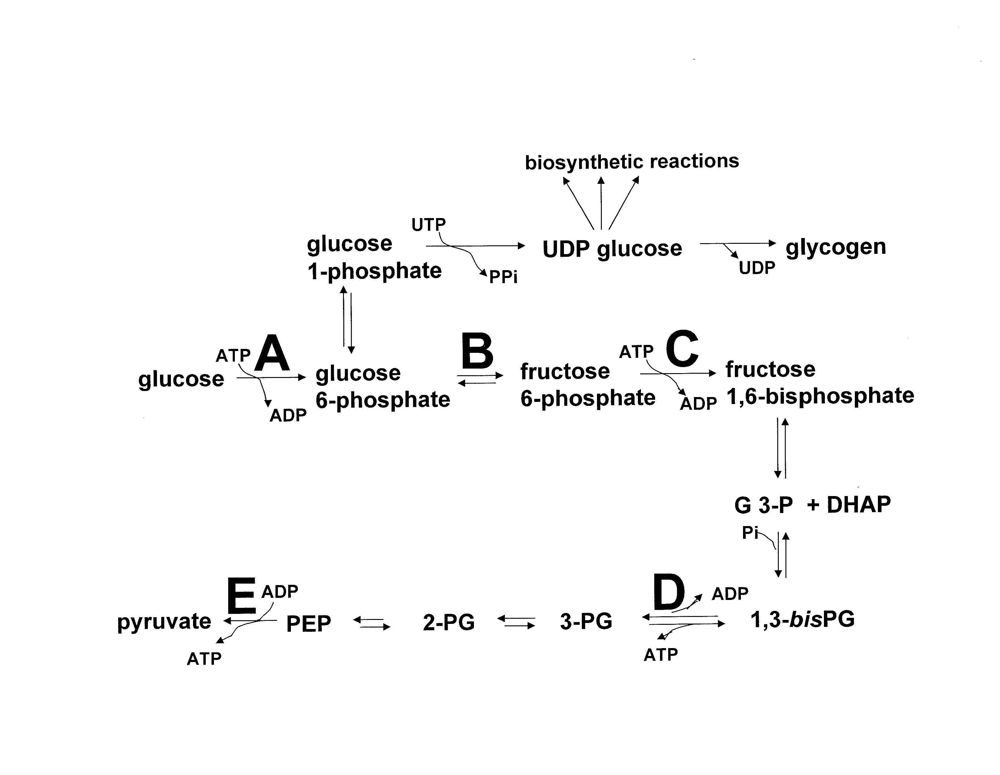 biosynthetic reactions
UTP
glucose
1-phosphate
UDP glucose
glycogen
PPi
UDP
A
B
C
ATP
ATP
glucose
glucose
6-phosphate
fructose
6-phosphate
fructose
1,6-bisphosphate
ADP
ADP
G 3-P + DHAP
Pi
E
ADP
D
ADP
pyruvate
PEP
2-PG
3-PG
1,3-bisPG
ATP
ATP